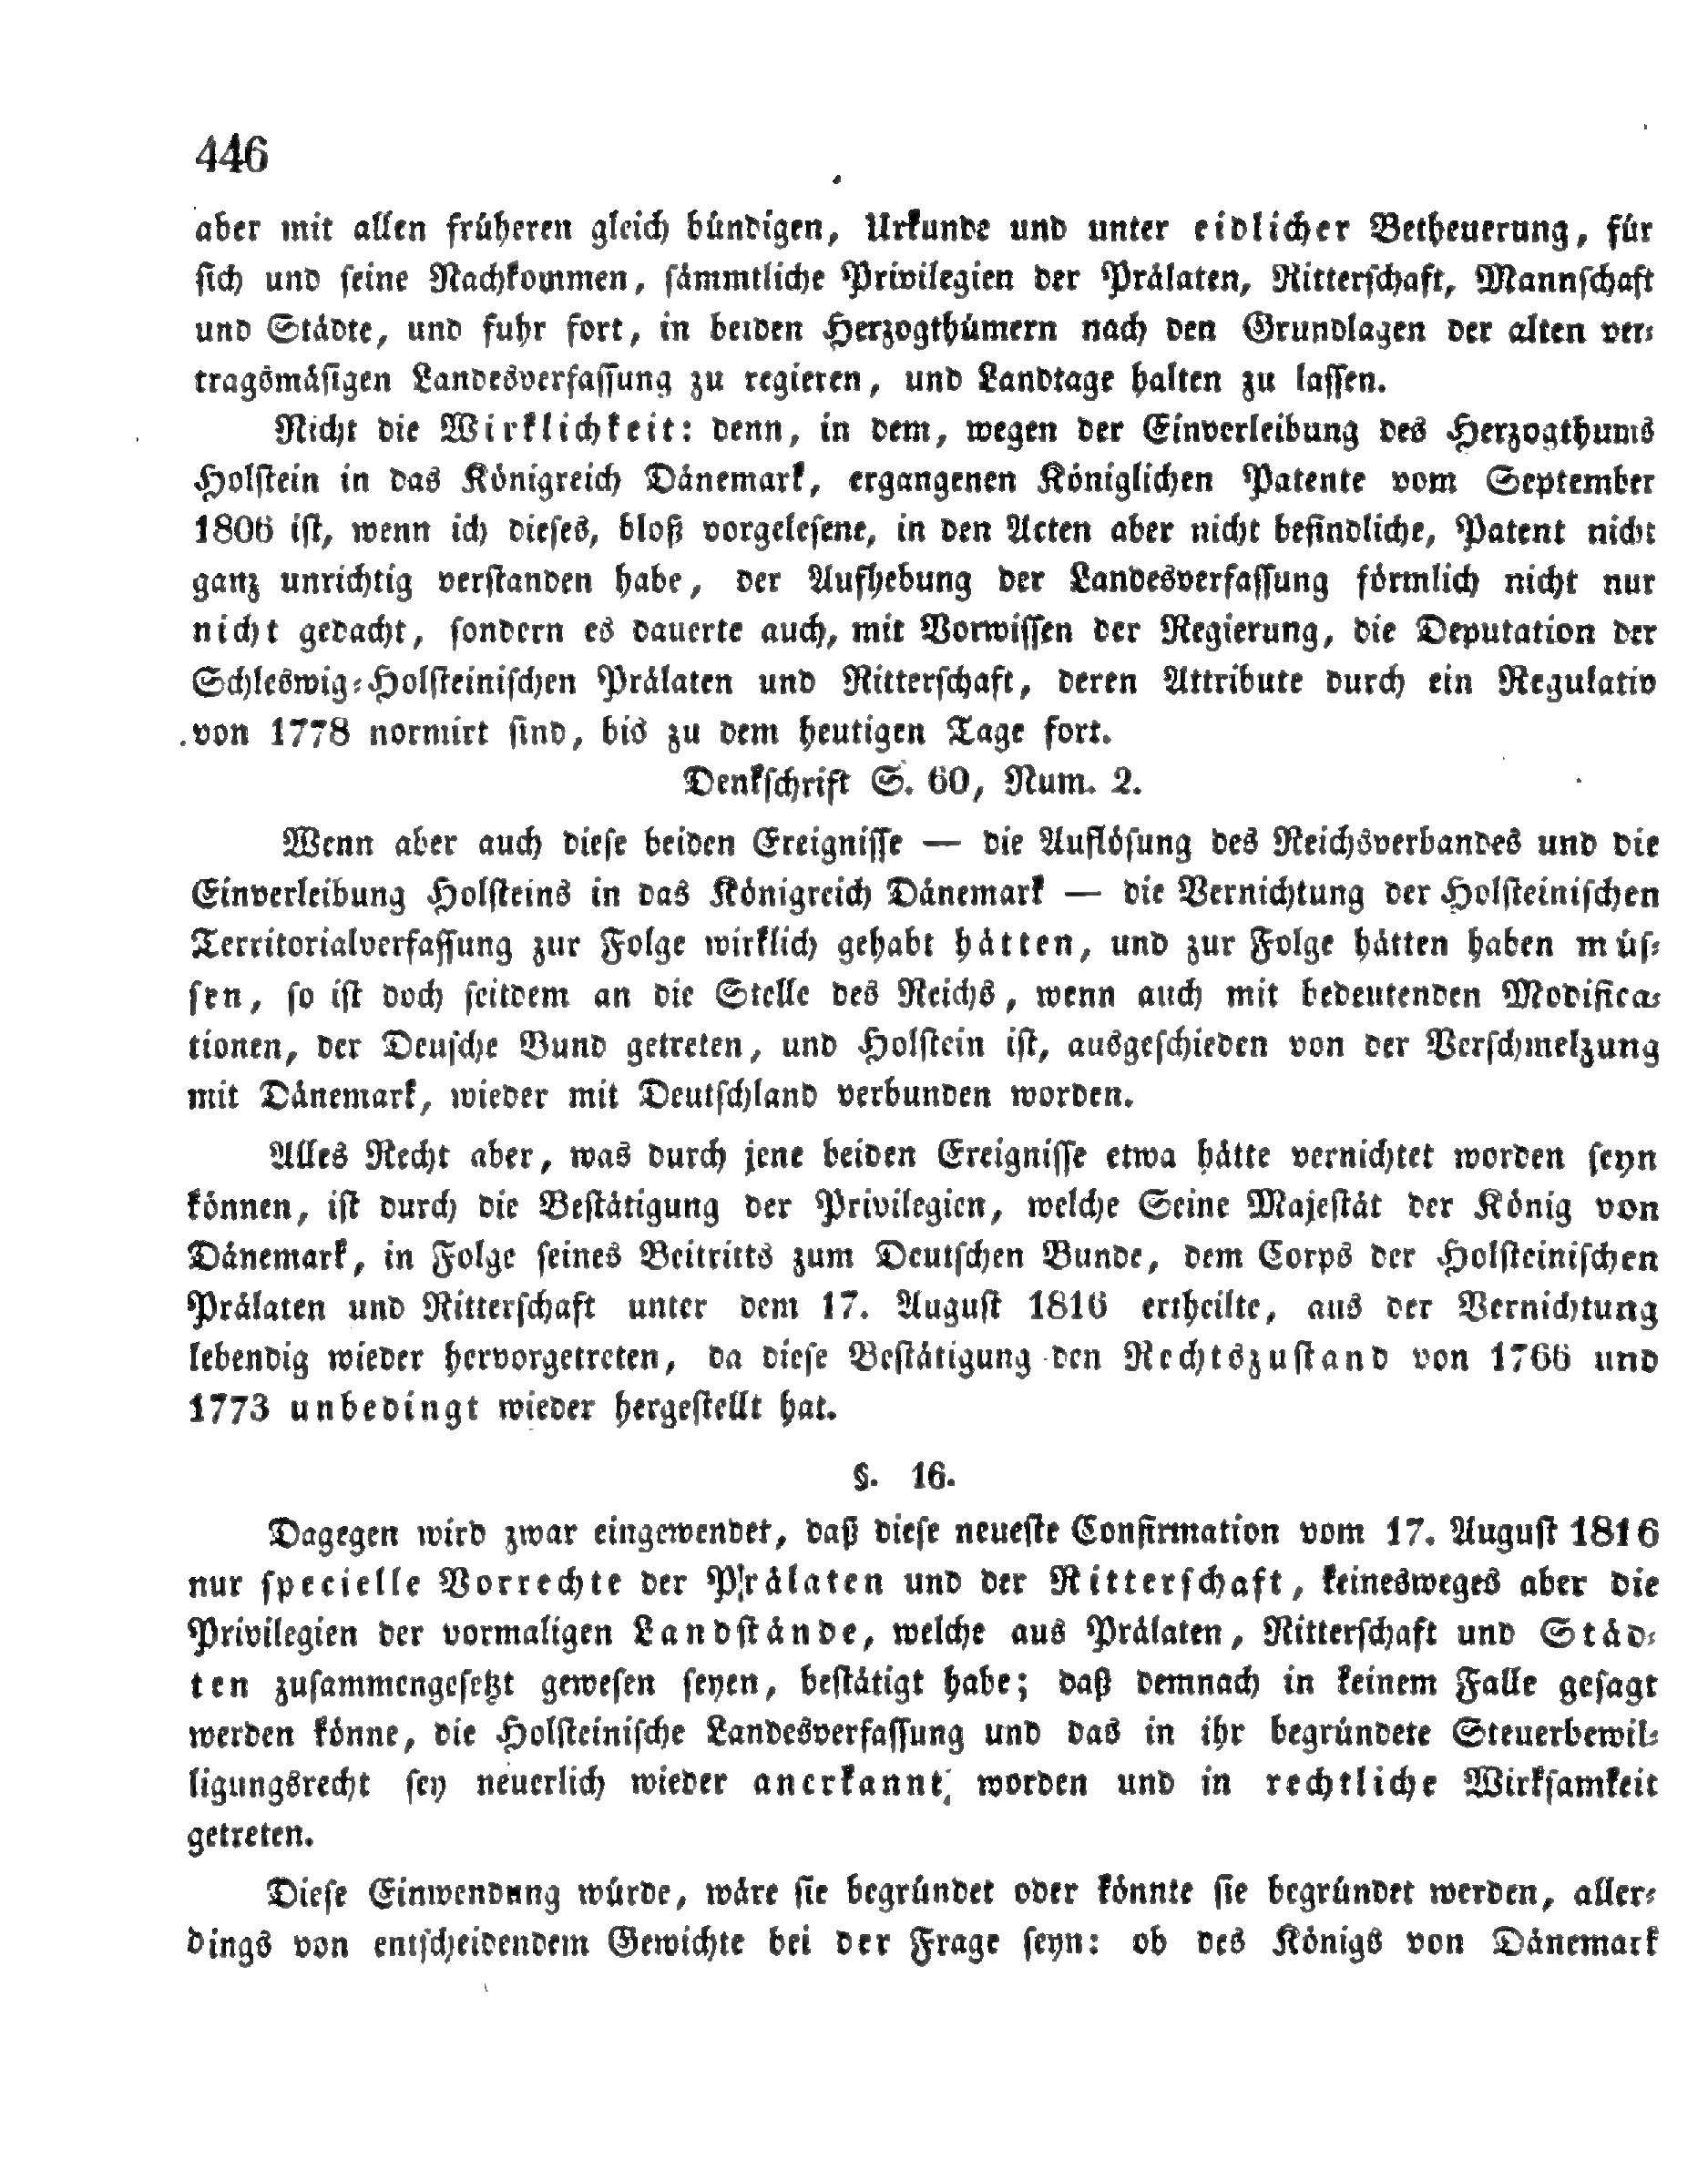 446
aber mit allen früheren gleich bündigen, Urkunde und unter eidlicher Betheuerung, für
sich und seine Nachkommen, sämmtliche Privilegien der Prälaten, Ritterschaft, Mannschaft
und Städte, und fuhr fort, in beiden Herzogthümern nach den Grundlagen der alten ver-
tragsmäsigen Landesverfassung zu regieren, und Landtage halten zu lassen.
Nicht die Wirklichkeit: denn, in dem, wegen der Einverleibung des Herzogthums
Holstein in das Königreich Dänemark, ergangenen Königlichen Patente vom September
1806 ist, wenn ich dieses, bloß vorgelesene, in den Acten aber nicht befindliche, Patent nicht
ganz unrichtig verstanden habe, der Aufhebung der Landesverfassung förmlich nicht nur
nicht gedacht, sondern es dauerte auch, mit Vorwissen der Regierung, die Deputation der
Schleswig-Holsteinischen Prälaten und Ritterschaft, deren Attribute durch ein Regulativ
von 1778 normirt sind, bis zu dem heutigen Tage fort.
Denkschrift S. 60, Num. 2.
Wenn aber auch diese beiden Ereignisse — die Auflösung des Reichsverbandes und die
Einverleibung Holsteins in das Königreich Dänemark — die Vernichtung der Holsteinischen
Territorialverfassung zur Folge wirklich gehabt hätten, und zur Folge hätten haben müs-
sen, so ist doch seitdem an die Stelle des Reichs, wenn auch mit bedeutenden Modifica-
tionen, der Deusche Bund getreten, und Holstein ist, ausgeschieden von der Verschmelzung
mit Dänemark, wieder mit Deutschland verbunden worden.
Alles Recht aber, was durch jene beiden Ereignisse etwa hätte vernichtet worden seyn
können, ist durch die Bestätigung der Privilegien, welche Seine Majestät der König von
Dänemark, in Folge seines Beitritts zum Deutschen Bunde, dem Corps der Holsteinischen
Prälaten und Ritterschaft unter dem 17. August 1816 ertheilte, aus der Vernichtung
lebendig wieder hervorgetreten, da diese Bestätigung den Rechtszustand von 1766 und
1773 unbedingt wieder hergestellt hat.
§. 16.
Dagegen wird zwar eingewendet, daß diese neueste Confirmation vom 17. August 1816
nur specielle Vorrechte der Prälaten und der Ritterschaft, keinesweges aber die
Privilegien der vormaligen Landstände, welche aus Prälaten, Ritterschaft und Städ-
ten zusammengesetzt gewesen seyen, bestätigt habe; daß demnach in keinem Falle gesagt
werden könne, die Holsteinische Landesverfassung und das in ihr begründete Steuerbewil-
ligungsrecht sey neuerlich wieder anerkannt worden und in rechtliche Wirksamkeit
getreten.
Diese Einwendung würde, wäre sie begründet oder könnte sie begründet werden, aller-
dings von entscheidendem Gewichte bei der Frage seyn: ob des Königs von Dänemark